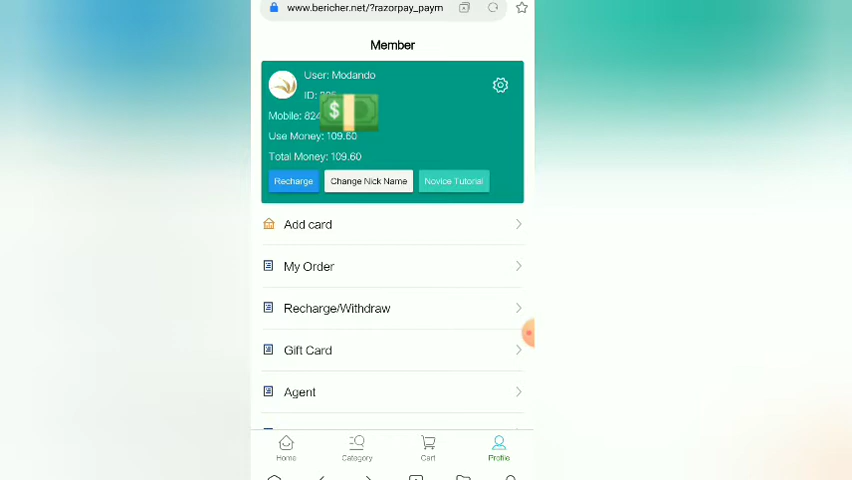 www.bericher.net/?razorpay_paym
Member
User: Modando
ID:
Mobile: 824
Use Money: 109.60
Total Money: 109.60
Recharge
Change Nick Name
Novice Tutorial
Add card
My Order
Recharge/Withdraw
Gift Card
Agent
Home
Category
Cart
Profile